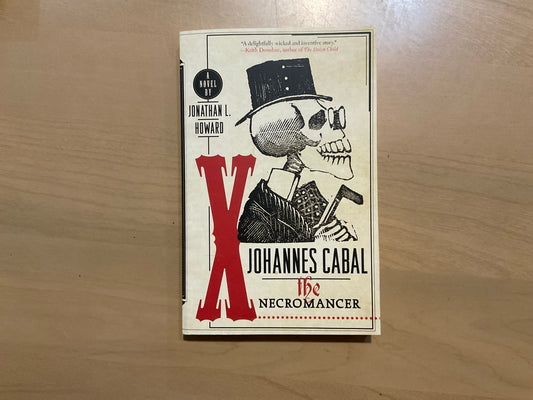 "A delightfully wicked and inventive story."
—Keith Donohue, author of The Stolen Child
A
NOVEL
BY
JONATHAN L.
HOWARD
X
JOHANNES CABAL
the
NECROMANCER